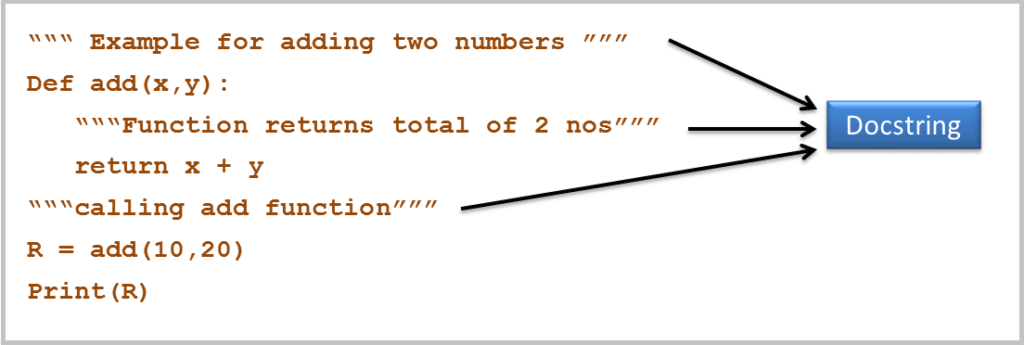 ““““ Example for adding two numbers ”””
Def add(x,y):
“““Function returns total of 2 nos”””
return x + y
“““calling add function”””
R = add(10,20)
Print(R)
Docstring